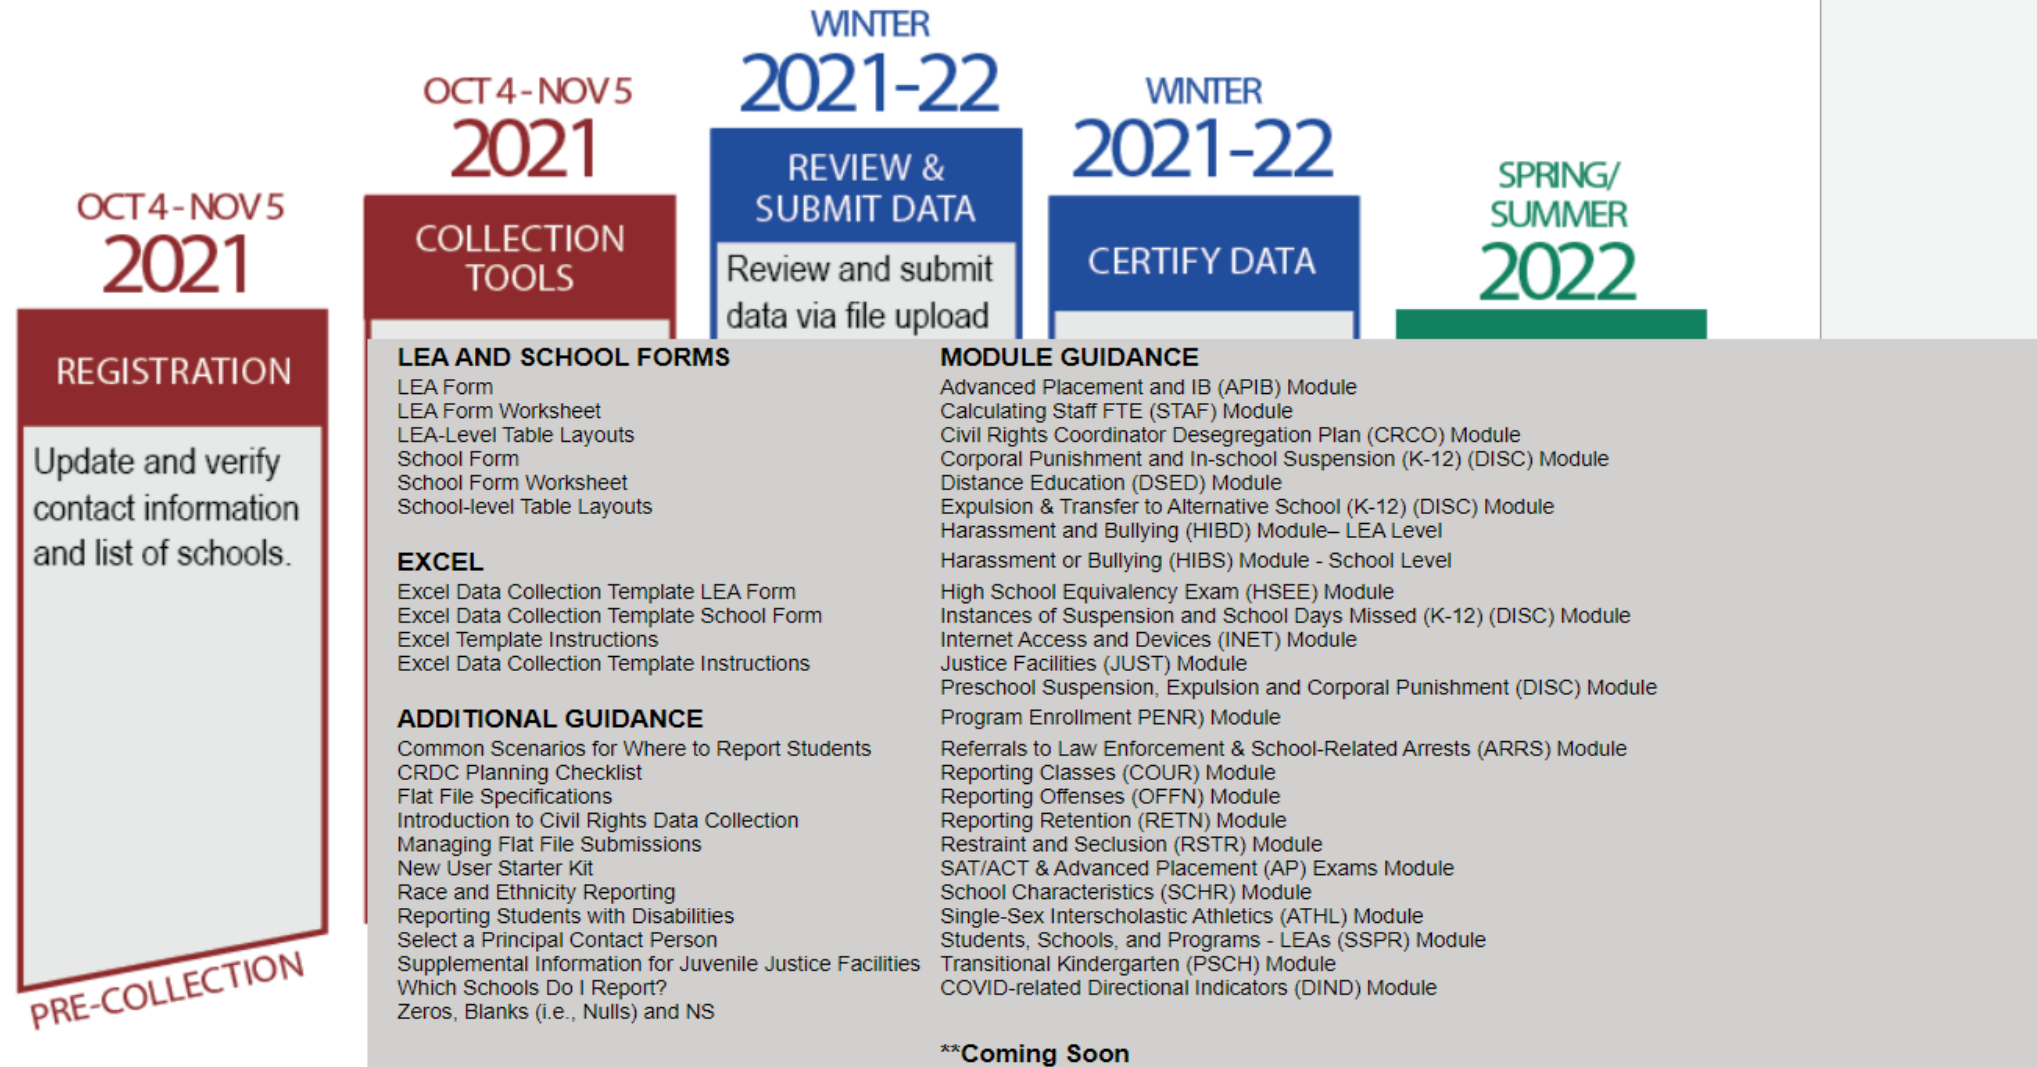 OCT 4 - NOV 5
2021
REGISTRATION
Update and verify
contact information
and list of schools.
PRE-COLLECTION
OCT 4 - NOV 5
2021
COLLECTION
TOOLS
WINTER
2021-22
REVIEW &
SUBMIT DATA
Review and submit
data via file upload
WINTER
2021-22
CERTIFY DATA
SPRING/
SUMMER
2022
LEA AND SCHOOL FORMS
LEA Form
LEA Form Worksheet
LEA-Level Table Layouts
School Form
School Form Worksheet
School-level Table Layouts
EXCEL
Excel Data Collection Template LEA Form
Excel Data Collection Template School Form
Excel Template Instructions
Excel Data Collection Template Instructions
ADDITIONAL GUIDANCE
Common Scenarios for Where to Report Students
CRDC Planning Checklist
Flat File Specifications
Introduction to Civil Rights Data Collection
Managing Flat File Submissions
New User Starter Kit
Race and Ethnicity Reporting
Reporting Students with Disabilities
Select a Principal Contact Person
Supplemental Information for Juvenile Justice Facilities
Which Schools Do I Report?
Zeros, Blanks (i.e., Nulls) and NS
MODULE GUIDANCE
Advanced Placement and IB (APIB) Module
Calculating Staff FTE (STAF) Module
Civil Rights Coordinator Desegregation Plan (CRCO) Module
Corporal Punishment and In-school Suspension (K-12) (DISC) Module
Distance Education (DSED) Module
Expulsion & Transfer to Alternative School (K-12) (DISC) Module
Harassment and Bullying (HIBD) Module– LEA Level
Harassment or Bullying (HIBS) Module - School Level
High School Equivalency Exam (HSEE) Module
Instances of Suspension and School Days Missed (K-12) (DISC) Module
Internet Access and Devices (INET) Module
Justice Facilities (JUST) Module
Preschool Suspension, Expulsion and Corporal Punishment (DISC) Module
Program Enrollment PENR) Module
Referrals to Law Enforcement & School-Related Arrests (ARRS) Module
Reporting Classes (COUR) Module
Reporting Offenses (OFFN) Module
Reporting Retention (RETN) Module
Restraint and Seclusion (RSTR) Module
SAT/ACT & Advanced Placement (AP) Exams Module
School Characteristics (SCHR) Module
Single-Sex Interscholastic Athletics (ATHL) Module
Students, Schools, and Programs - LEAs (SSPR) Module
Transitional Kindergarten (PSCH) Module
COVID-related Directional Indicators (DIND) Module
**Coming Soon